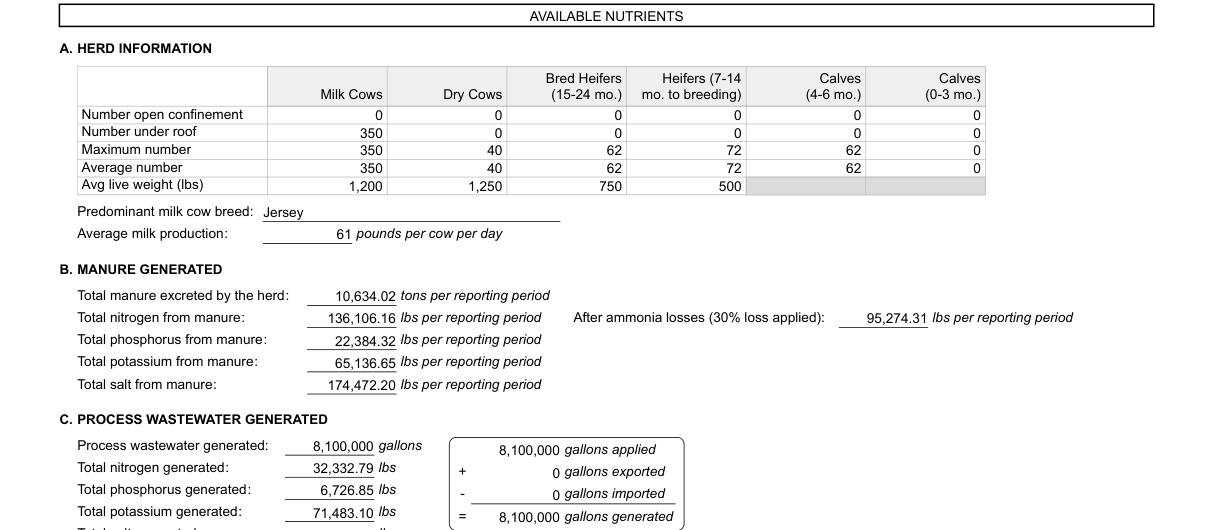 AVAILABLE NUTRIENTS
A. HERD INFORMATION
Milk Cows Dry Cows Bred Heifers (15-24 mo.) Heifers (7-14 mo. to breeding) Calves (4-6 mo.) Calves (0-3 mo.)
Number open confinement 0 0 0 0 0 0
Number under roof 350 0 0 0 0 0
Maximum number 350 40 62 72 62 0
Average number 350 40 62 72 62 0
Avg live weight (lbs) 1,200 1,250 750 500
Predominant milk cow breed: Jersey
Average milk production: 61 pounds per cow per day
B. MANURE GENERATED
Total manure excreted by the herd: 10,634.02 tons per reporting period
Total nitrogen from manure: 136,106.16 lbs per reporting period After ammonia losses (30% loss applied): 95,274.31 lbs per reporting period
Total phosphorus from manure: 22,384.32 lbs per reporting period
Total potassium from manure: 65,136.65 lbs per reporting period
Total salt from manure: 174,472.20 lbs per reporting period
C. PROCESS WASTEWATER GENERATED
Process wastewater generated: 8,100,000 gallons 8,100,000 gallons applied
Total nitrogen generated: 32,332.79 lbs + 0 gallons exported
Total phosphorus generated: 6,726.85 lbs - 0 gallons imported
Total potassium generated: 71,483.10 lbs = 8,100,000 gallons generated